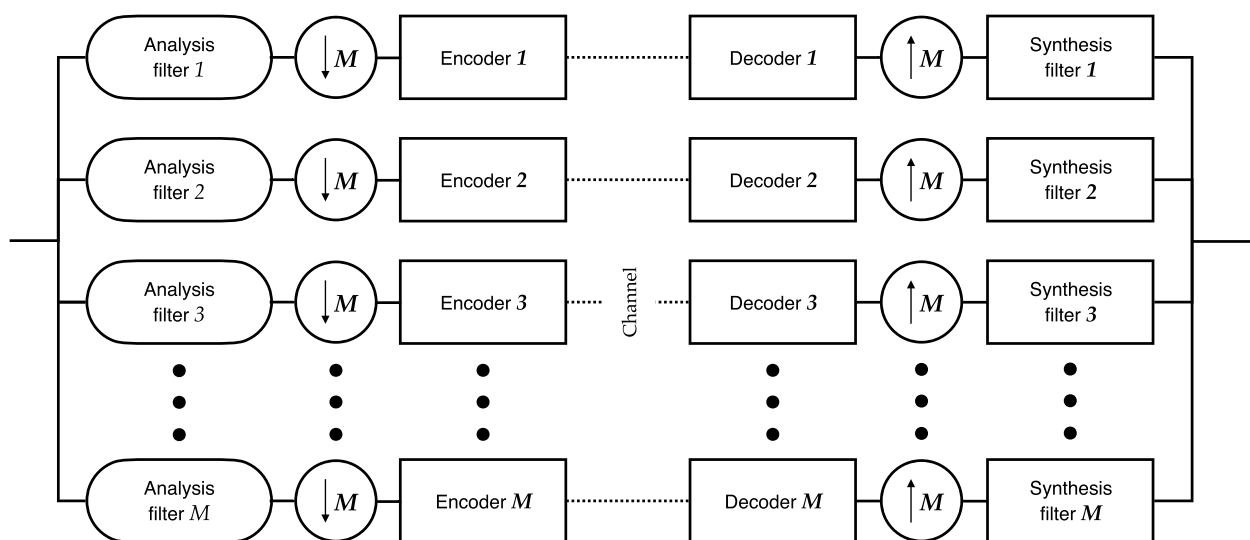 Analysis
filter 1
↓M
Encoder 1
Decoder 1
↑M
Synthesis
filter 1
Analysis
filter 2
↓M
Encoder 2
Decoder 2
↑M
Synthesis
filter 2
Analysis
filter 3
↓M
Encoder 3
Channel
Decoder 3
↑M
Synthesis
filter 3
Analysis
filter M
↓M
Encoder M
Decoder M
↑M
Synthesis
filter M